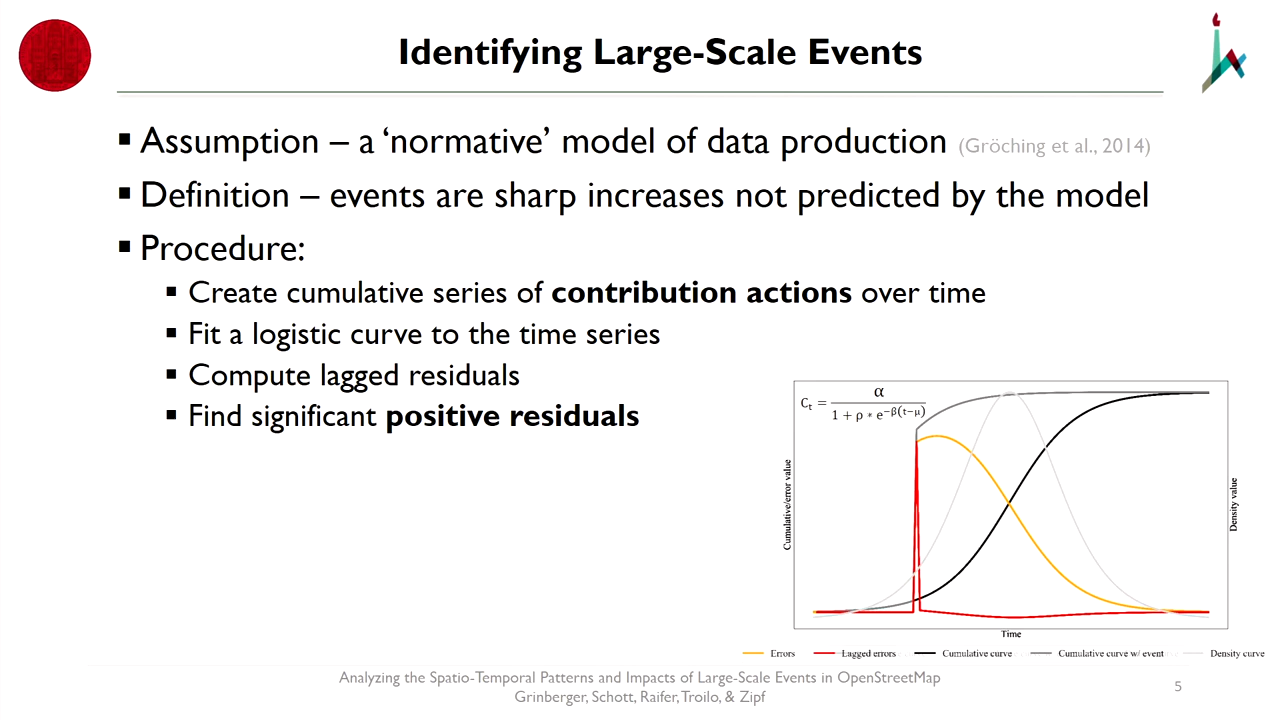 Identifying Large-Scale Events
▪ Assumption – a ‘normative’ model of data production (Gröching et al., 2014)
▪ Definition – events are sharp increases not predicted by the model
▪ Procedure:
▪ Create cumulative series of contribution actions over time
▪ Fit a logistic curve to the time series
▪ Compute lagged residuals
▪ Find significant positive residuals
C_t = α / (1 + ρ * e^(−β(t−μ)))
Cumulative/error value
Density value
Time
Errors Lagged errors Cumulative curve Cumulative curve w/ event Density curve
Analyzing the Spatio-Temporal Patterns and Impacts of Large-Scale Events in OpenStreetMap
Grinberger, Schott, Raifer, Troilo, & Zipf
5